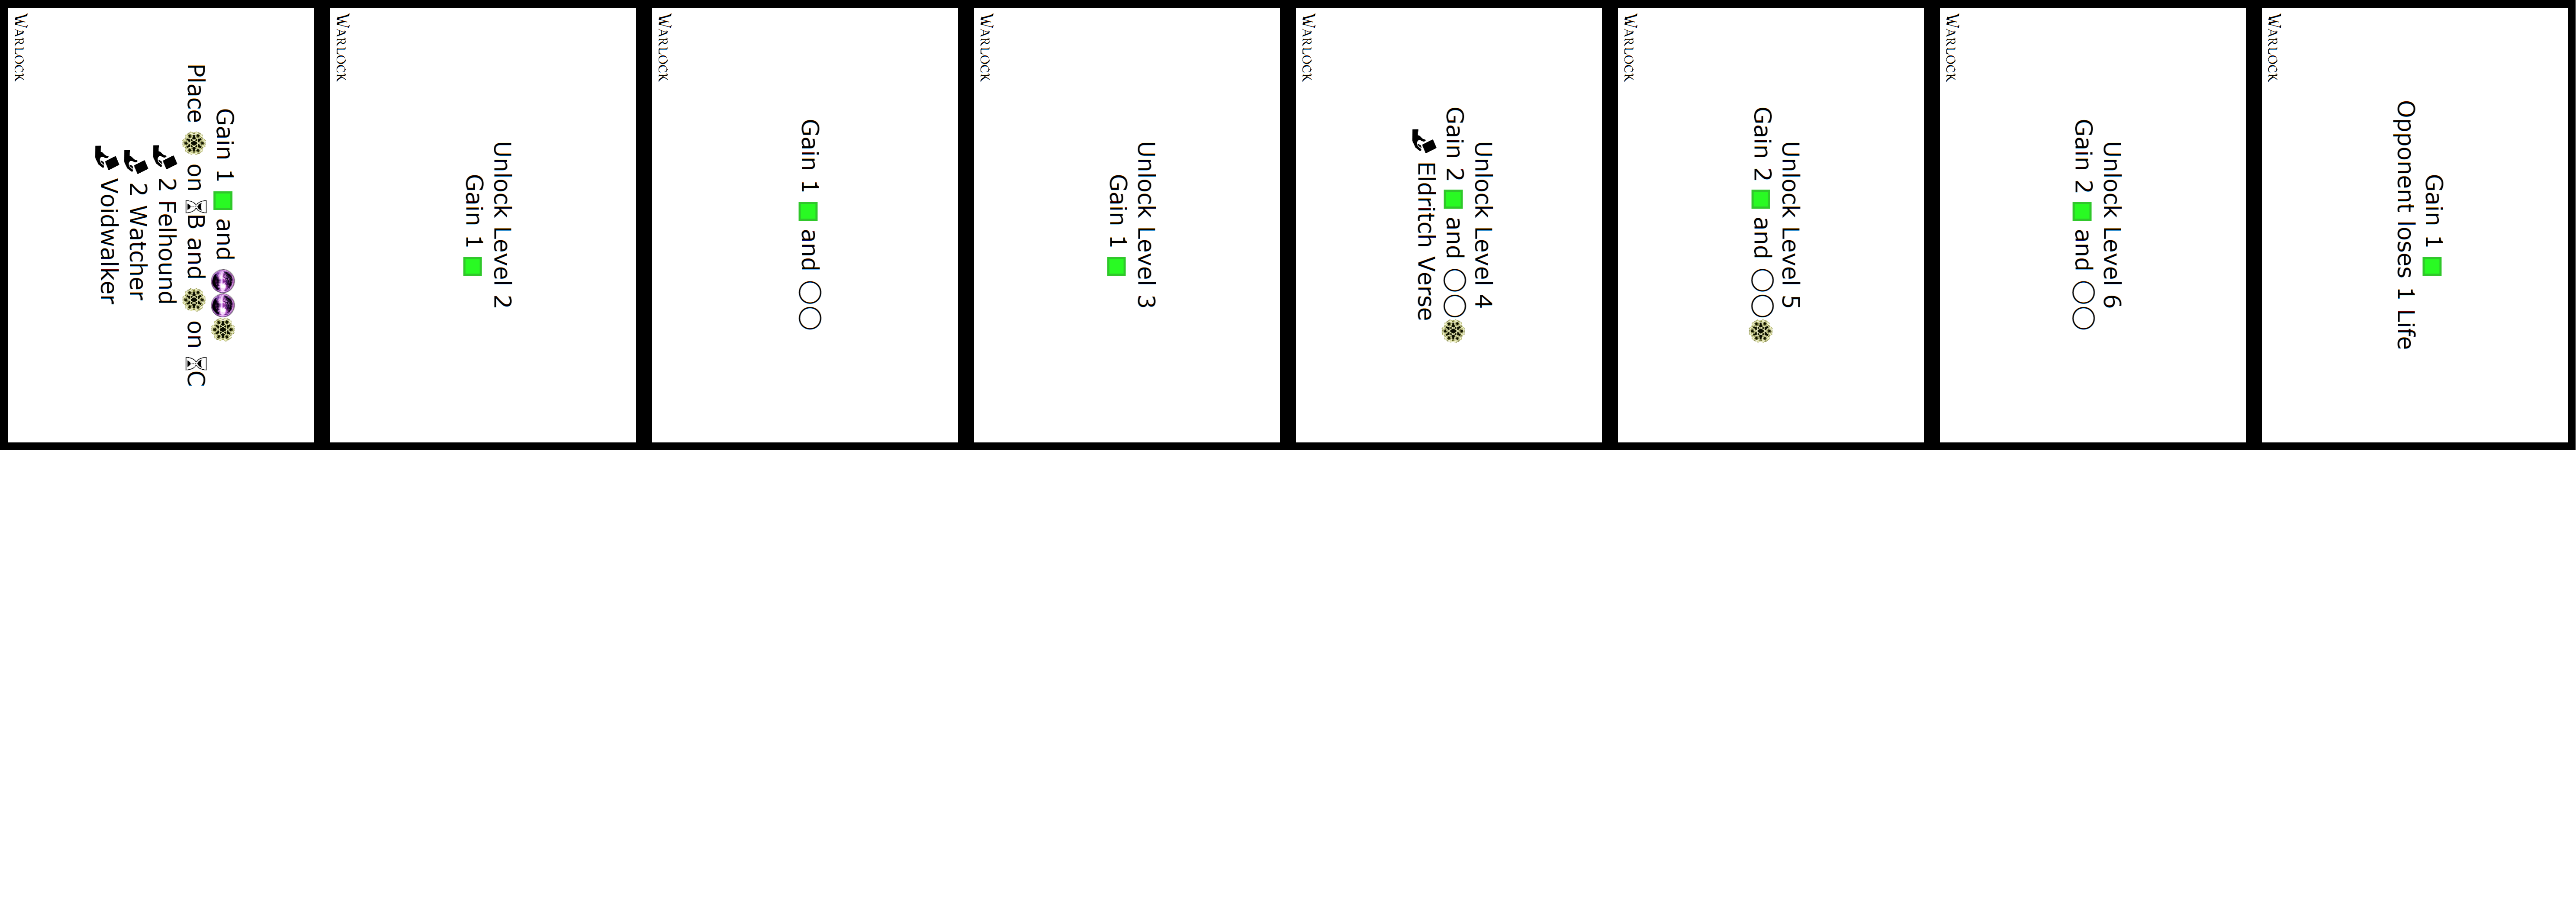 Warlock
Gain 1 and
Place on B and on C
2 Felhound
2 Watcher
Voidwalker
Warlock
Unlock Level 2
Gain 1
Warlock
Gain 1 and
Warlock
Unlock Level 3
Gain 1
Warlock
Unlock Level 4
Gain 2 and
Eldritch Verse
Warlock
Unlock Level 5
Gain 2 and
Warlock
Unlock Level 6
Gain 2 and
Warlock
Gain 1
Opponent loses 1 Life